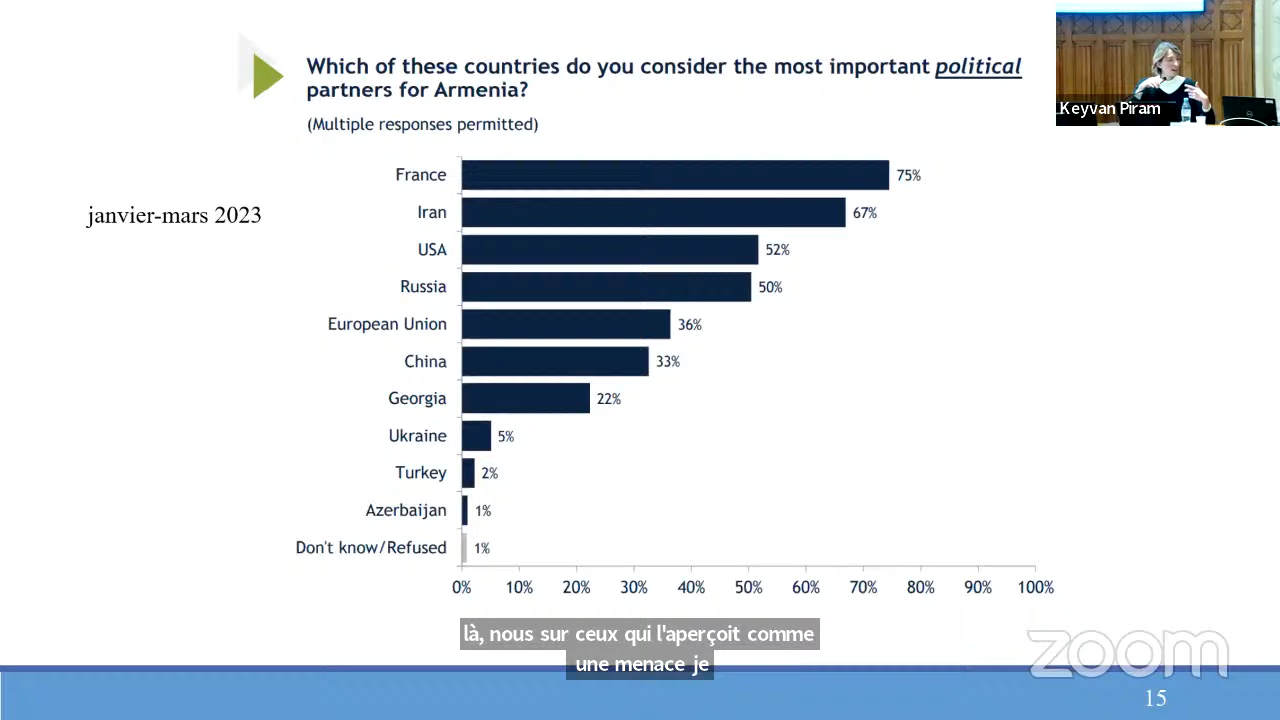 Which of these countries do you consider the most important political
partners for Armenia?
(Multiple responses permitted)
Keyvan Piram
janvier-mars 2023
France 75%
Iran 67%
USA 52%
Russia 50%
European Union 36%
China 33%
Georgia 22%
Ukraine 5%
Turkey 2%
Azerbaijan 1%
Don't know/Refused 1%
0% 10% 20% 30% 40% 50% 60% 70% 80% 90% 100%
là, nous sur ceux qui l'aperçoit comme
une menace je
zoom
15